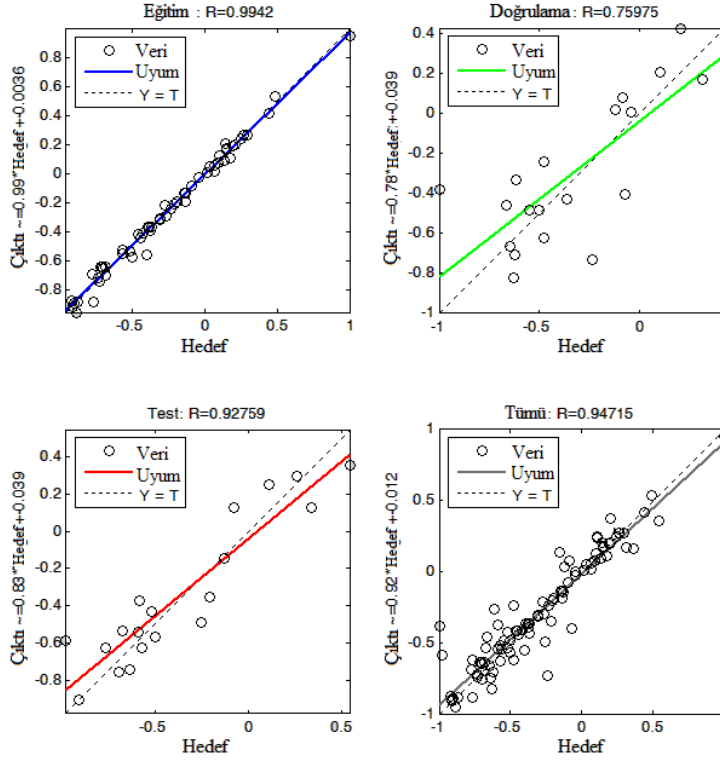 Eğitim : R=0.9942
Çıktı ~=0.99*Hedef +-0.0036
Veri
Uyum
Y = T
0.8
0.6
0.4
0.2
0
-0.2
-0.4
-0.6
-0.8
-0.5
0
0.5
1
Hedef
Doğrulama : R=0.75975
Çıktı ~=0.78*Hedef +-0.039
Veri
Uyum
Y = T
0.4
0.2
0
-0.2
-0.4
-0.6
-0.8
-1
-1
-0.5
0
Hedef
Test: R=0.92759
Çıktı ~=0.83*Hedef +-0.039
Veri
Uyum
Y = T
0.4
0.2
0
-0.2
-0.4
-0.6
-0.8
-0.5
0
0.5
Hedef
Tümü: R=0.94715
Çıktı ~=0.92*Hedef +-0.012
Veri
Uyum
Y = T
1
0.5
0
-0.5
-1
-1
-0.5
0
0.5
Hedef